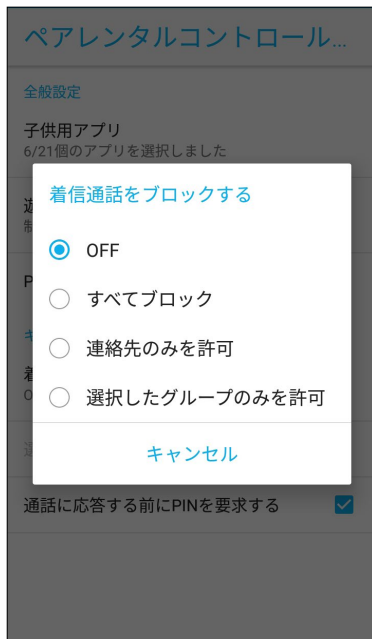 ペアレンタルコントロール...
全般設定
子供用アプリ
6/21個のアプリを選択しました
着信通話をブロックする
OFF
すべてブロック
連絡先のみを許可
選択したグループのみを許可
キャンセル
通話に応答する前にPINを要求する